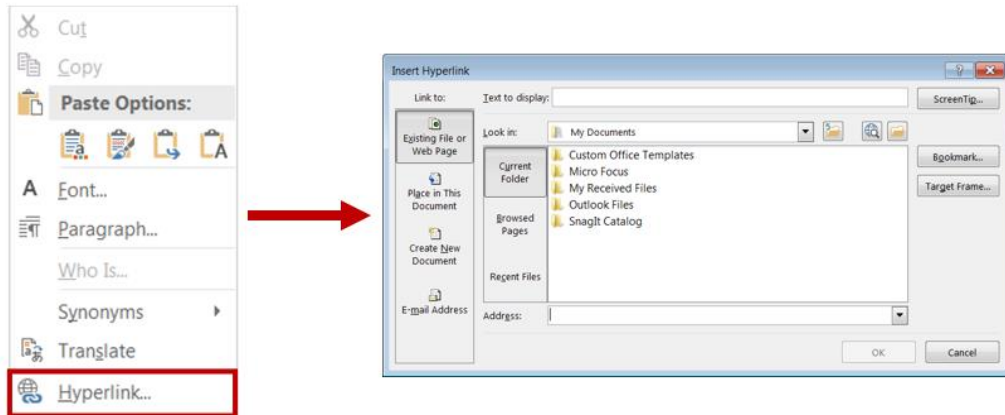 Cut
Copy
Paste Options:
Font...
Paragraph...
Who Is...
Synonyms
Translate
Hyperlink...
Insert Hyperlink
Link to:
Text to display:
ScreenTip...
Existing File or
Web Page
Look in:
My Documents
Current
Folder
Custom Office Templates
Micro Focus
My Received Files
Outlook Files
SnagIt Catalog
Bookmark...
Target Frame...
Place in This
Document
Browsed
Pages
Create New
Document
Recent Files
E-mail Address
Address:
OK
Cancel